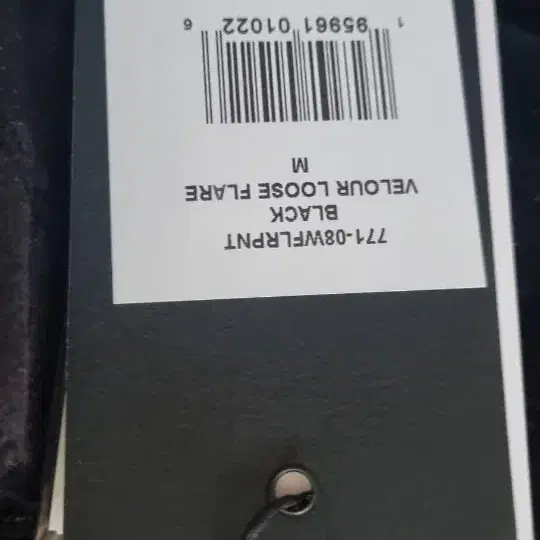 771-08WFLRPNT
BLACK
VELOUR LOOSE FLARE
M
1 95961 01022 6